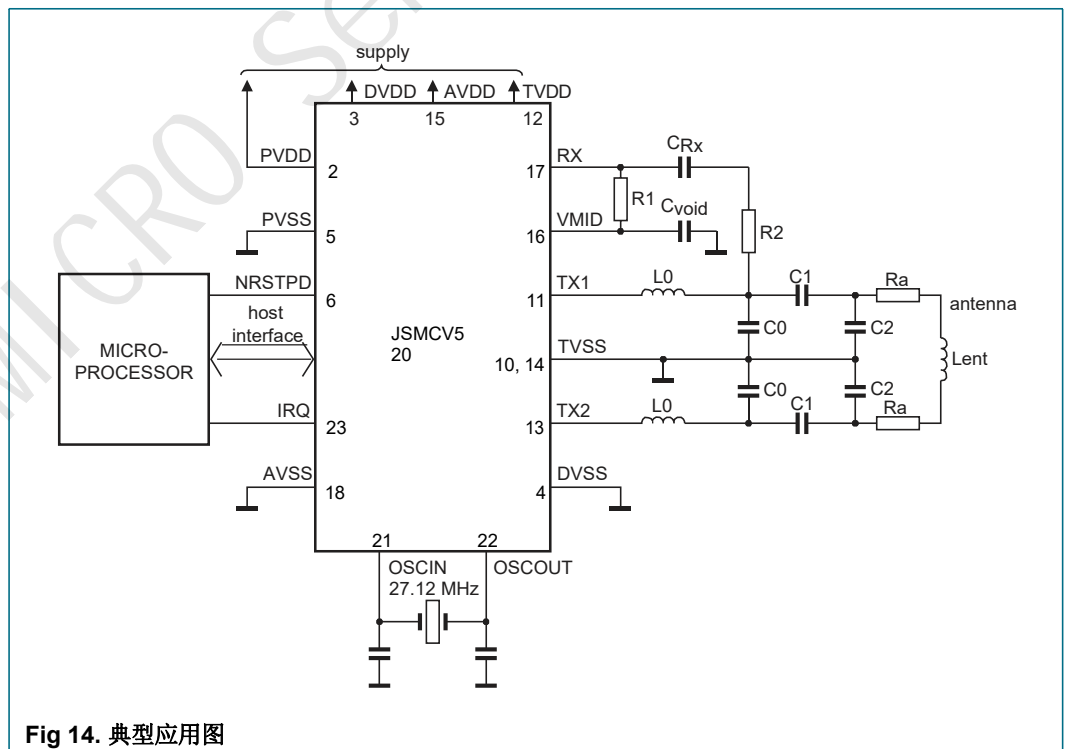 MICRO Se
supply
DVDD AVDD TVDD
3 15 12
PVDD
2
PVSS
5
NRSTPD
6
host
interface
MICRO-
PROCESSOR
IRQ
23
AVSS
18
JSMCV5
20
RX
17
CRx
R1
VMID
16
Cvoid
R2
TX1
11
L0
C1
Ra
antenna
C0
C2
TVSS
10, 14
Lent
C0
C2
TX2
13
L0
C1
Ra
DVSS
4
21 22
OSCIN OSCOUT
27.12 MHz
Fig 14. 典型应用图